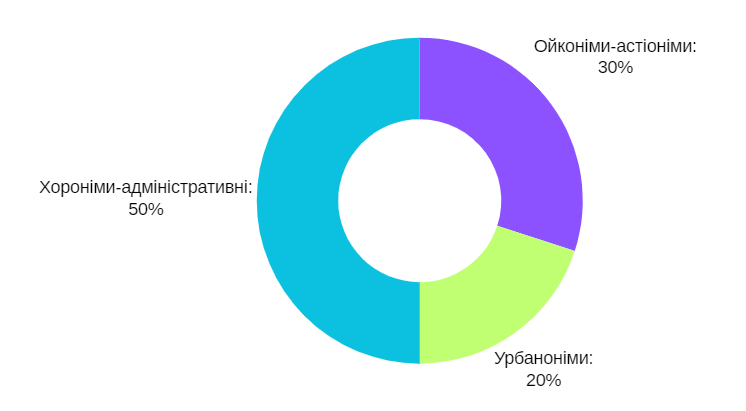 Ойконіми-астіоніми:
30%
Хороніми-адміністративні:
50%
Урбаноніми:
20%